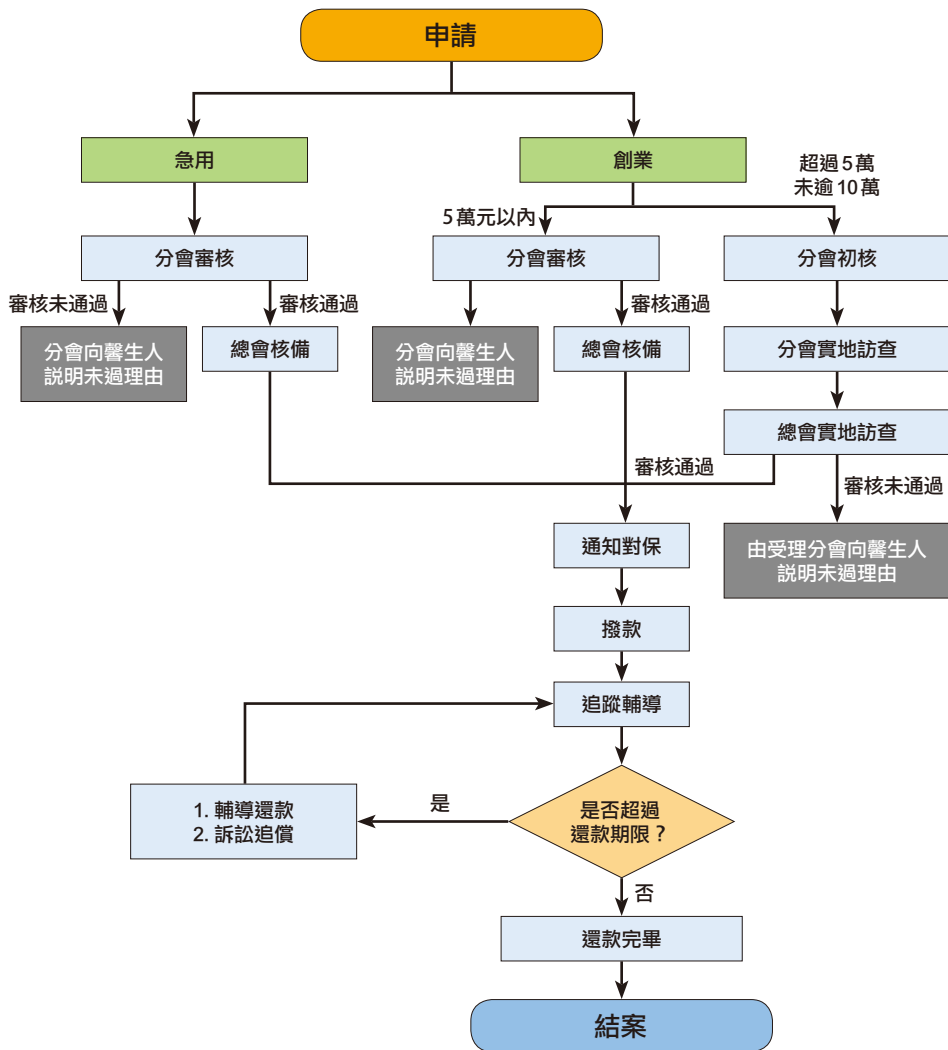 申請
急用
創業
超過5萬
未逾10萬
5萬元以內
分會審核
分會審核
分會初核
審核未通過
審核通過
審核通過
分會向馨生人
說明未過理由
總會核備
分會向馨生人
說明未過理由
總會核備
分會實地訪查
總會實地訪查
審核通過
審核未通過
通知對保
由受理分會向馨生人
說明未過理由
撥款
追蹤輔導
1. 輔導還款
2. 訴訟追償
是
是否超過
還款期限？
否
還款完畢
結案